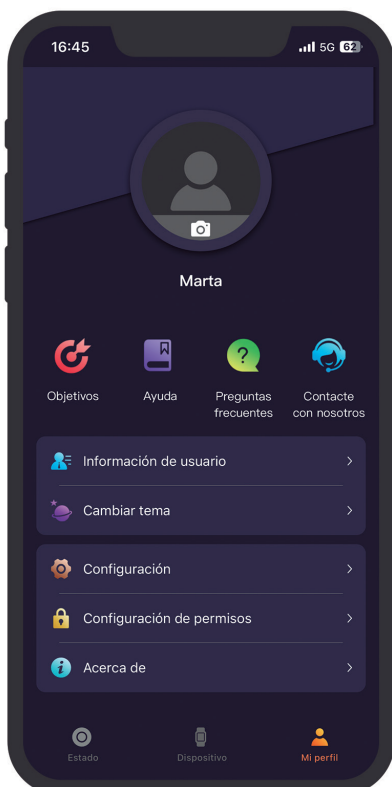 16:45
5G 62
Marta
Objetivos
Ayuda
Preguntas
frecuentes
Contacte
con nosotros
Información de usuario
Cambiar tema
Configuración
Configuración de permisos
Acerca de
Estado
Dispositivo
Mi perfil